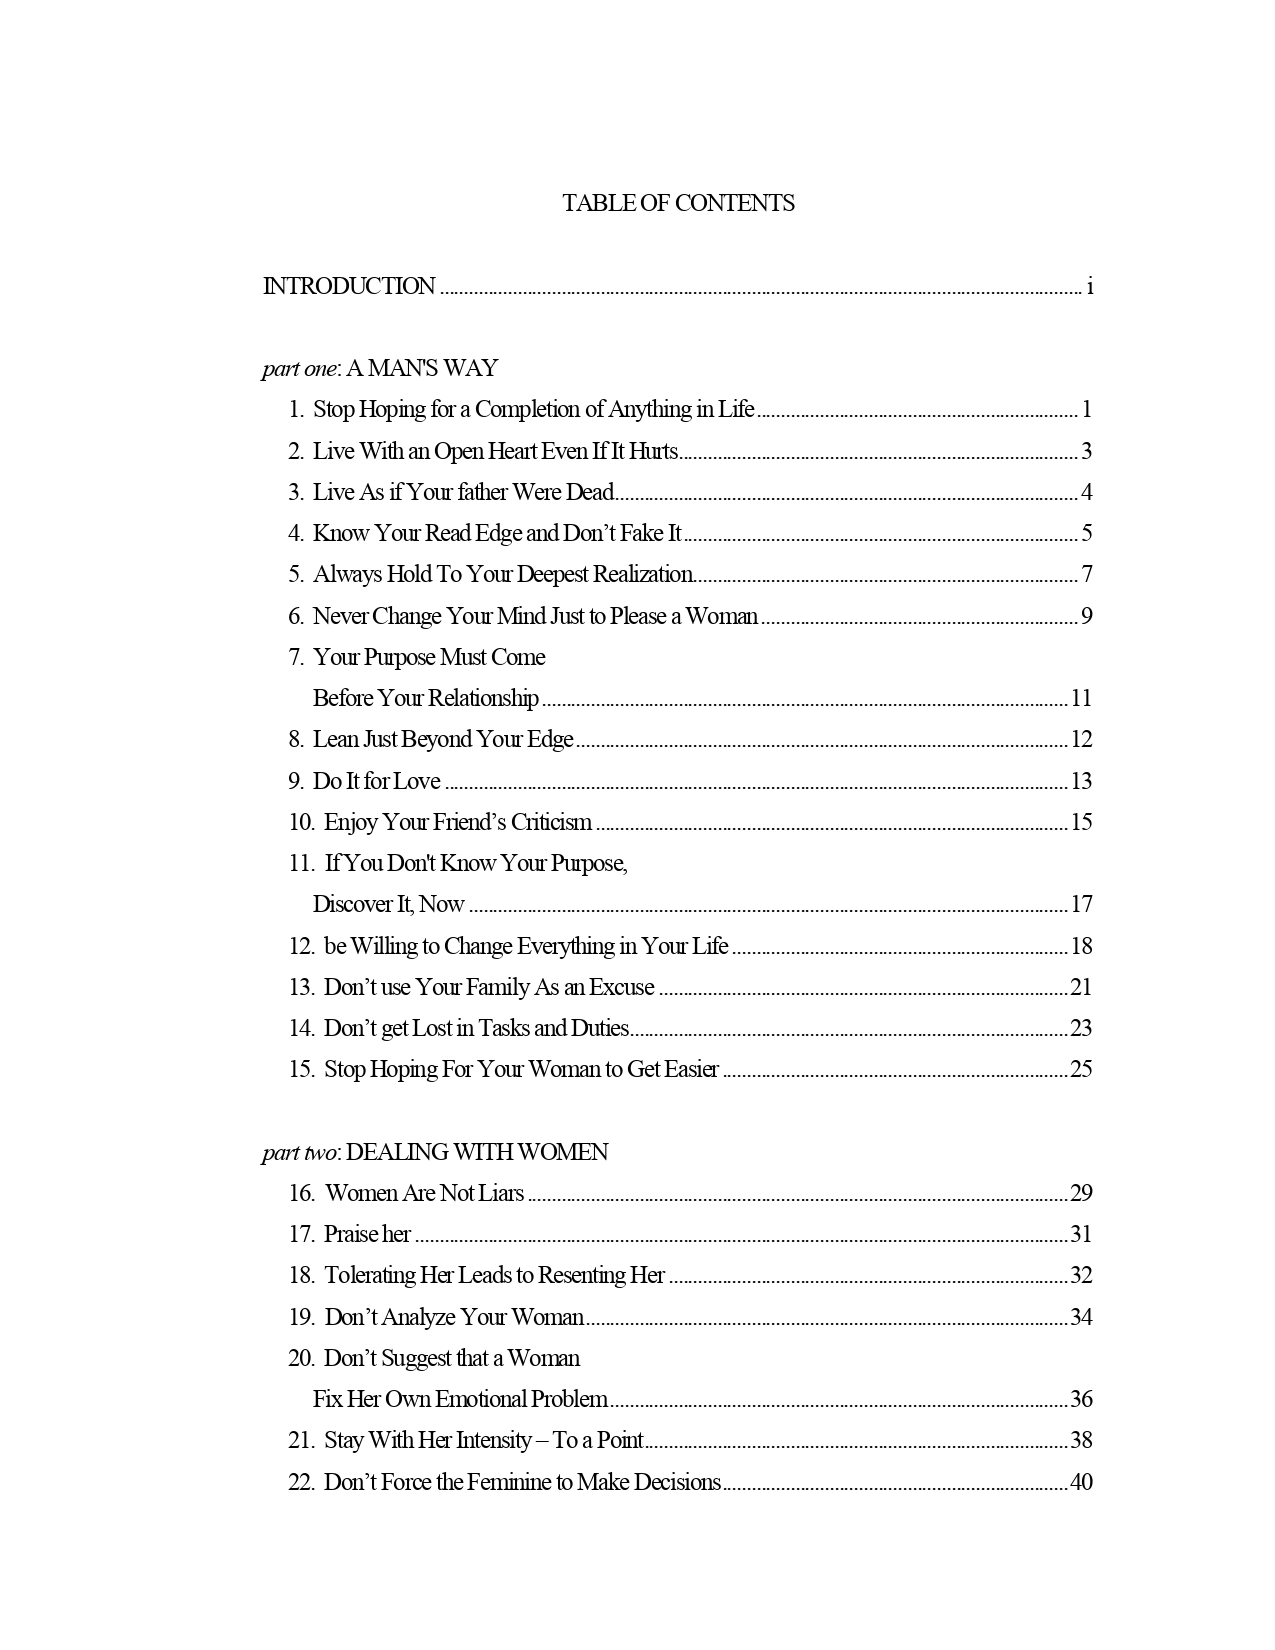 TABLE OF CONTENTS
INTRODUCTION ........ i
part one: A MAN'S WAY
1. Stop Hoping for a Completion of Anything in Life ........ 1
2. Live With an Open Heart Even If It Hurts ........ 3
3. Live As if Your father Were Dead ........ 4
4. Know Your Read Edge and Don’t Fake It ........ 5
5. Always Hold To Your Deepest Realization ........ 7
6. Never Change Your Mind Just to Please a Woman ........ 9
7. Your Purpose Must Come
Before Your Relationship ........ 11
8. Lean Just Beyond Your Edge ........ 12
9. Do It for Love ........ 13
10. Enjoy Your Friend’s Criticism ........ 15
11. If You Don't Know Your Purpose,
Discover It, Now ........ 17
12. be Willing to Change Everything in Your Life ........ 18
13. Don’t use Your Family As an Excuse ........ 21
14. Don’t get Lost in Tasks and Duties ........ 23
15. Stop Hoping For Your Woman to Get Easier ........ 25
part two: DEALING WITH WOMEN
16. Women Are Not Liars ........ 29
17. Praise her ........ 31
18. Tolerating Her Leads to Resenting Her ........ 32
19. Don’t Analyze Your Woman ........ 34
20. Don’t Suggest that a Woman
Fix Her Own Emotional Problem ........ 36
21. Stay With Her Intensity – To a Point ........ 38
22. Don’t Force the Feminine to Make Decisions ........ 40